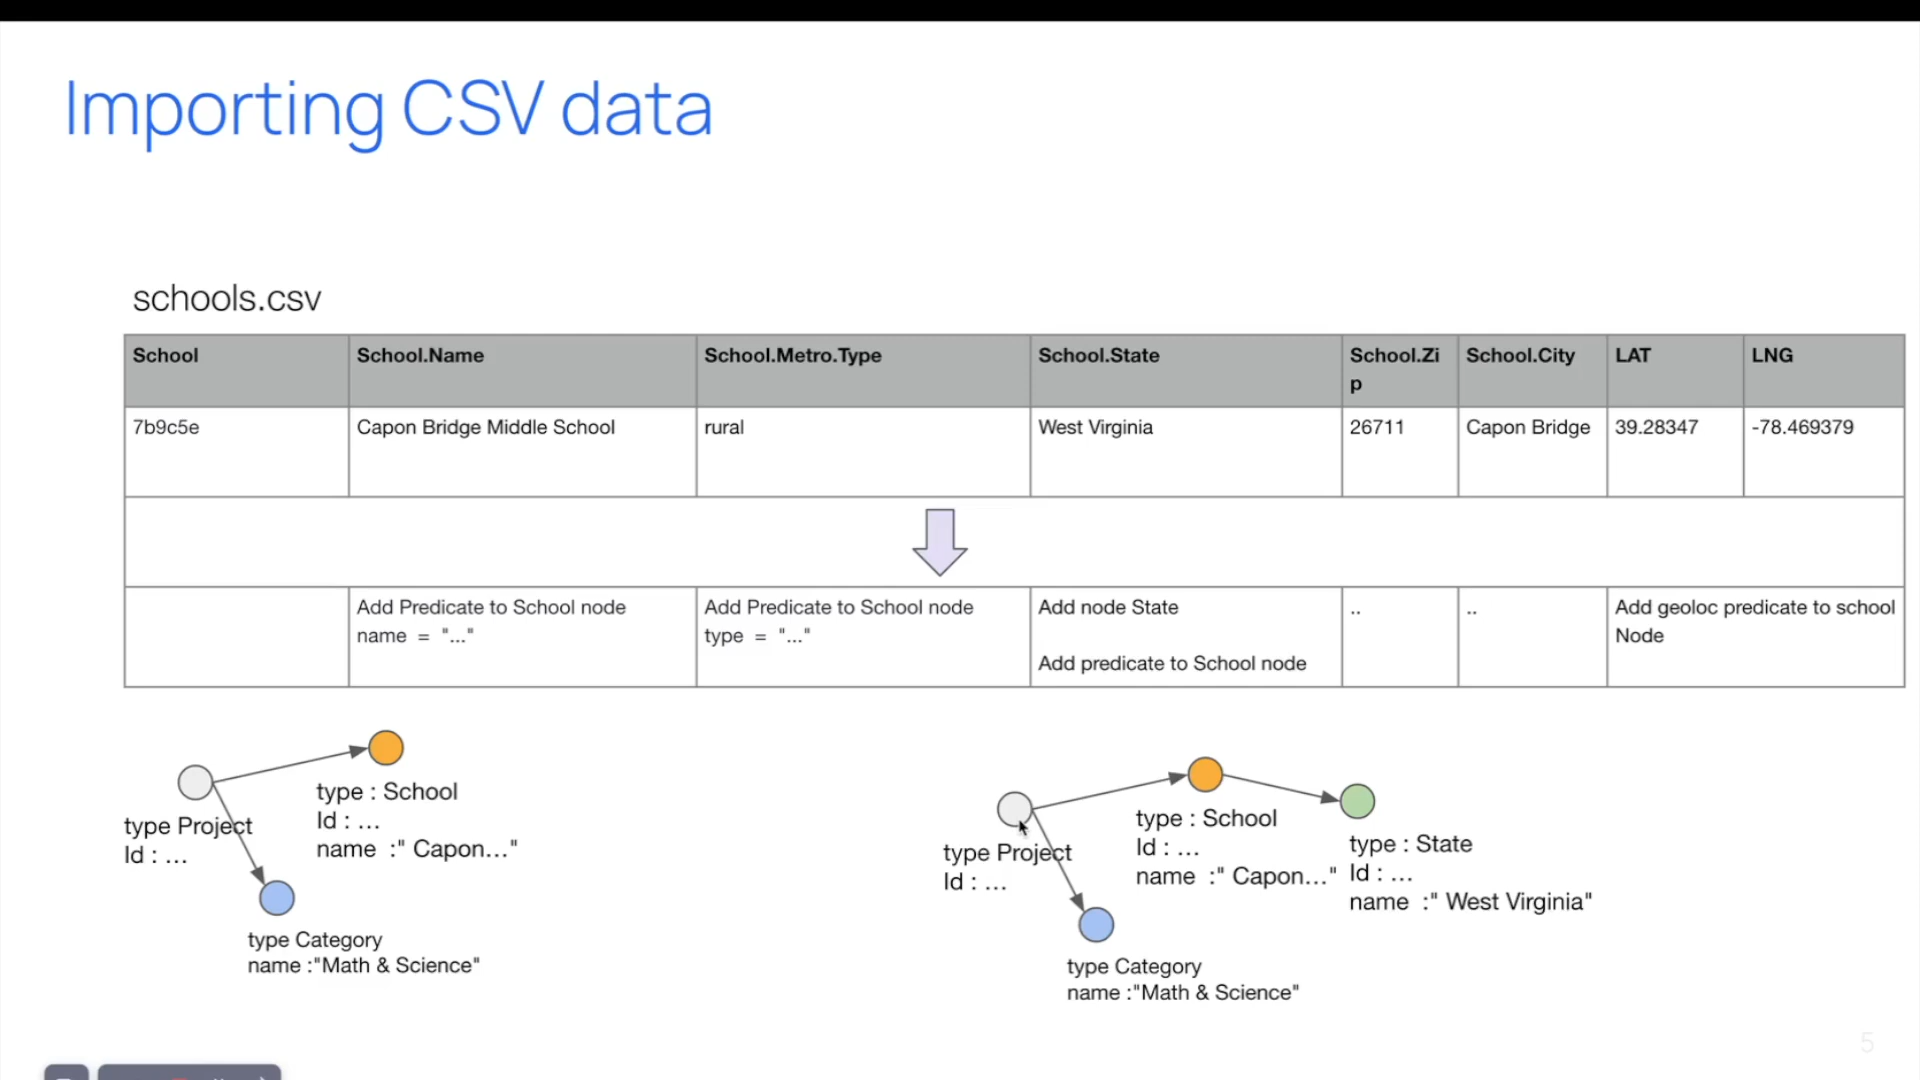 Importing CSV data
schools.csv
School School.Name School.Metro.Type School.State School.Zi School.City LAT LNG
p
7b9c5e Capon Bridge Middle School rural West Virginia 26711 Capon Bridge 39.28347 -78.469379
Add Predicate to School node Add Predicate to School node Add node State .. .. Add geoloc predicate to school
name = "..." type = "..." Node
Add predicate to School node
type : School
Id : ...
name :" Capon..."
type Project
Id : ...
type Category
name :"Math & Science"
type : School
Id : ...
name :" Capon..."
type : State
Id : ...
name :" West Virginia"
type Project
Id : ...
type Category
name :"Math & Science"
5